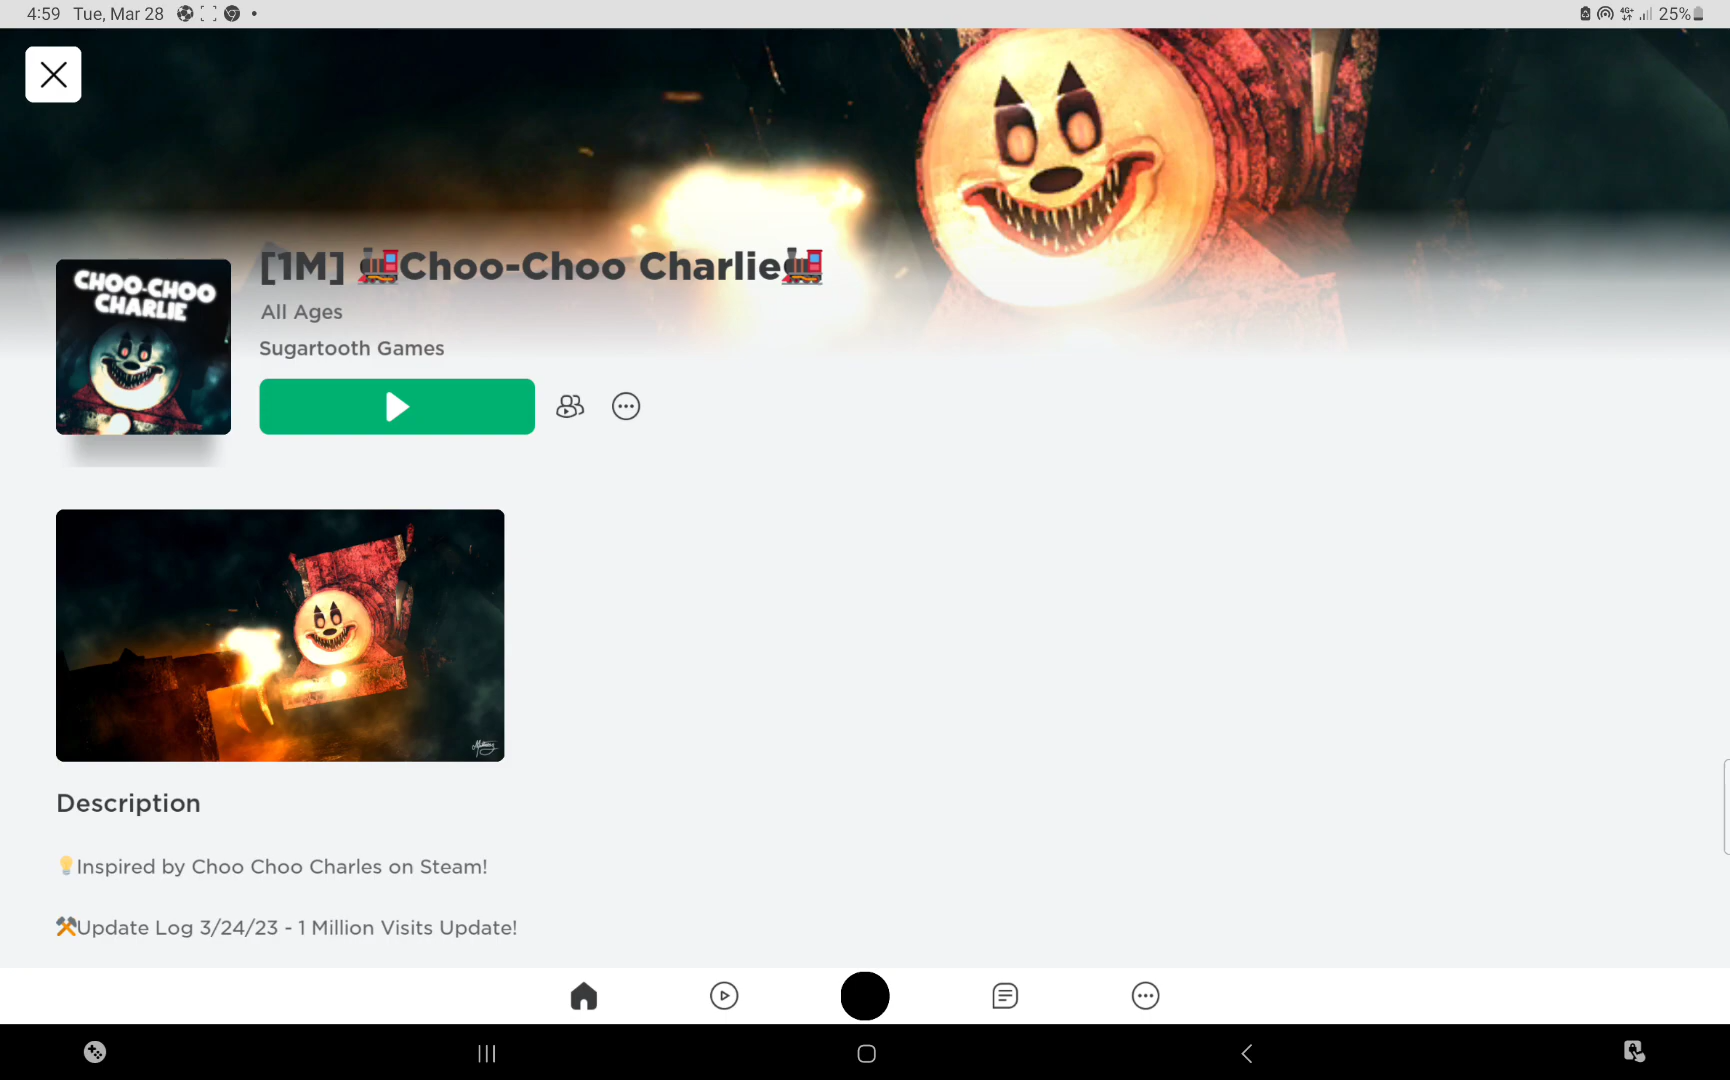 4:59 Tue, Mar 28
4G+ 25%
[1M] 🚂Choo-Choo Charlie🚂
All Ages
CHOO-CHOO
CHARLIE
Sugartooth Games
Description
💡Inspired by Choo Choo Charles on Steam!
⚒Update Log 3/24/23 - 1 Million Visits Update!